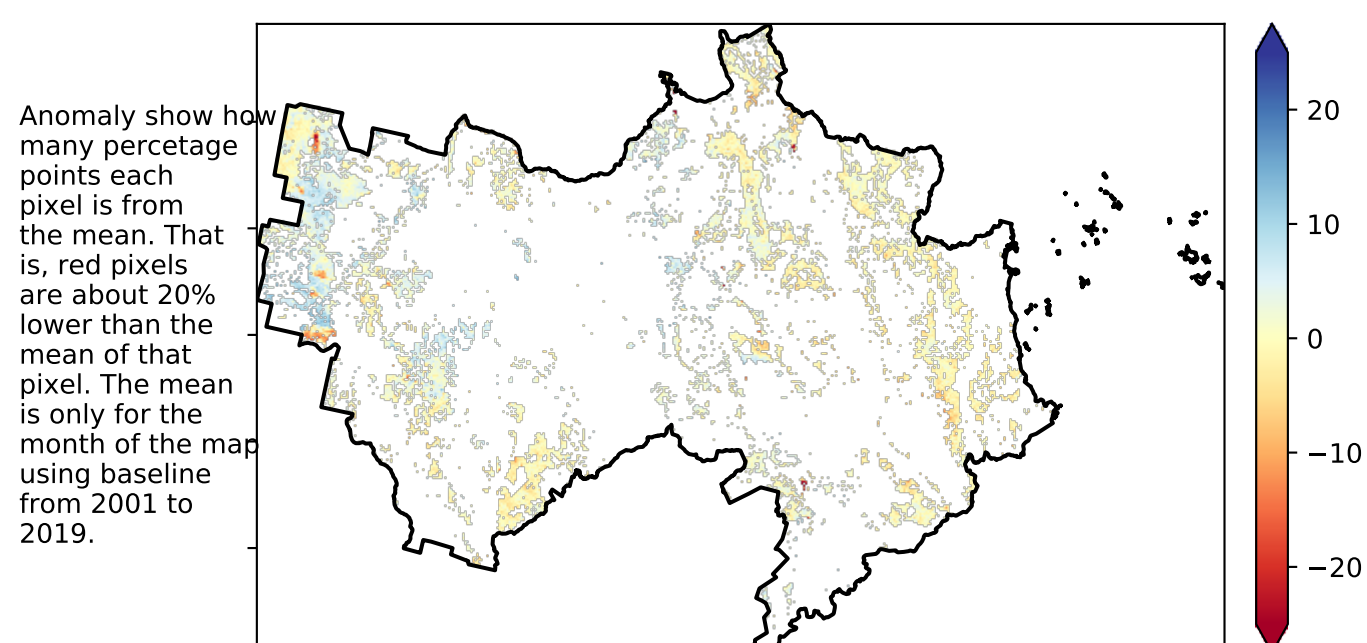 Anomaly show how
many percetage
points each
pixel is from
the mean. That
is, red pixels
are about 20%
lower than the
mean of that
pixel. The mean
is only for the
month of the map
using baseline
from 2001 to
2019.
20
10
0
−10
−20